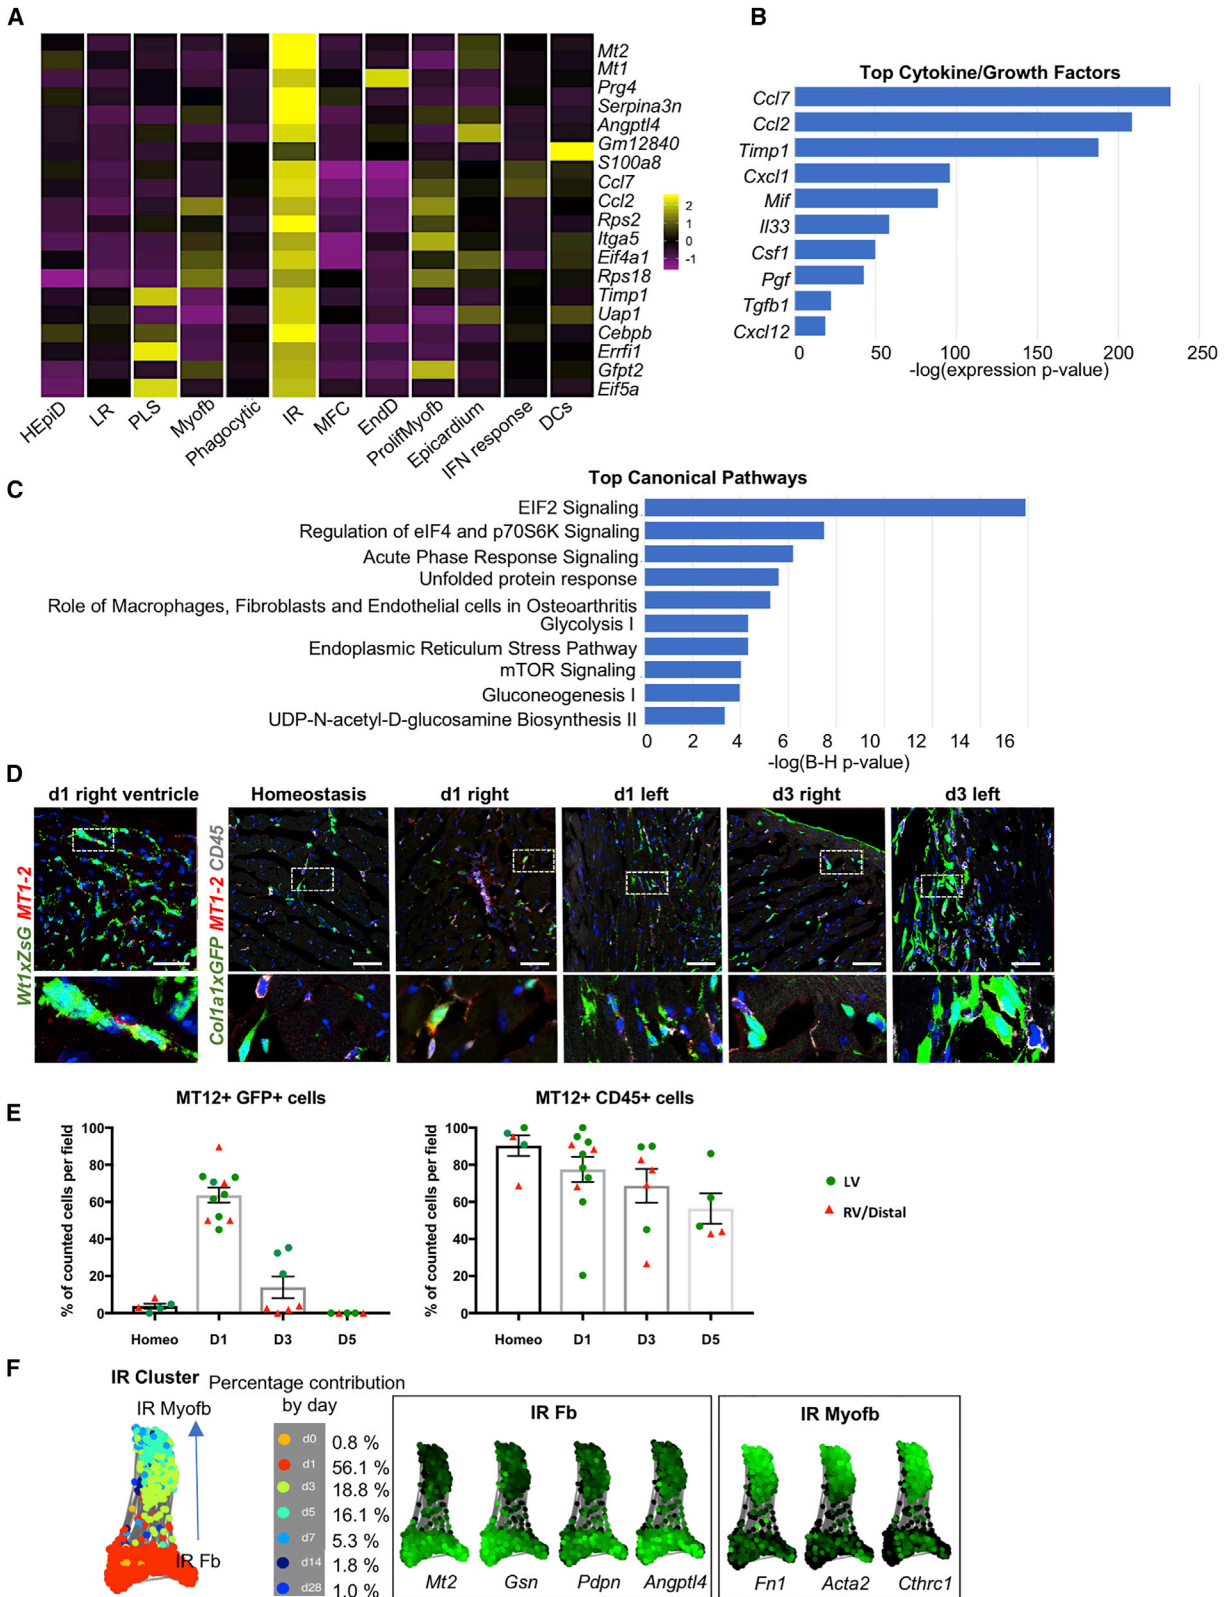 A
Mt2
Mt1
Prg4
Serpina3n
Angptl4
Gm12840
S100a8
Ccl7
Ccl2
Rps2
Itga5
Eif4a1
Rps18
Timp1
Uap1
Cebpb
Errfi1
Gfpt2
Eif5a
2
1
0
-1
HEpiD
LR
PLS
Myofb
Phagocytic
IR
MFC
EndD
ProlifMyofb
Epicardium
IFN response
DCs
B
Top Cytokine/Growth Factors
Ccl7
Ccl2
Timp1
Cxcl1
Mif
Il33
Csf1
Pgf
Tgfb1
Cxcl12
0 50 100 150 200 250
-log(expression p-value)
C
Top Canonical Pathways
EIF2 Signaling
Regulation of eIF4 and p70S6K Signaling
Acute Phase Response Signaling
Unfolded protein response
Role of Macrophages, Fibroblasts and Endothelial cells in Osteoarthritis
Glycolysis I
Endoplasmic Reticulum Stress Pathway
mTOR Signaling
Gluconeogenesis I
UDP-N-acetyl-D-glucosamine Biosynthesis II
0 2 4 6 8 10 12 14 16
-log(B-H p-value)
D
d1 right ventricle
Homeostasis
d1 right
d1 left
d3 right
d3 left
Wt1xZsG MT1-2
Col1a1xGFP MT1-2 CD45
E
MT12+ GFP+ cells
% of counted cells per field
100
80
60
40
20
0
Homeo D1 D3 D5
MT12+ CD45+ cells
% of counted cells per field
100
80
60
40
20
0
Homeo D1 D3 D5
LV
RV/Distal
F
IR Cluster
IR Myofb
IR Fb
Percentage contribution
by day
d0 0.8 %
d1 56.1 %
d3 18.8 %
d5 16.1 %
d7 5.3 %
d14 1.8 %
d28 1.0 %
IR Fb
Mt2 Gsn Pdpn Angptl4
IR Myofb
Fn1 Acta2 Cthrc1